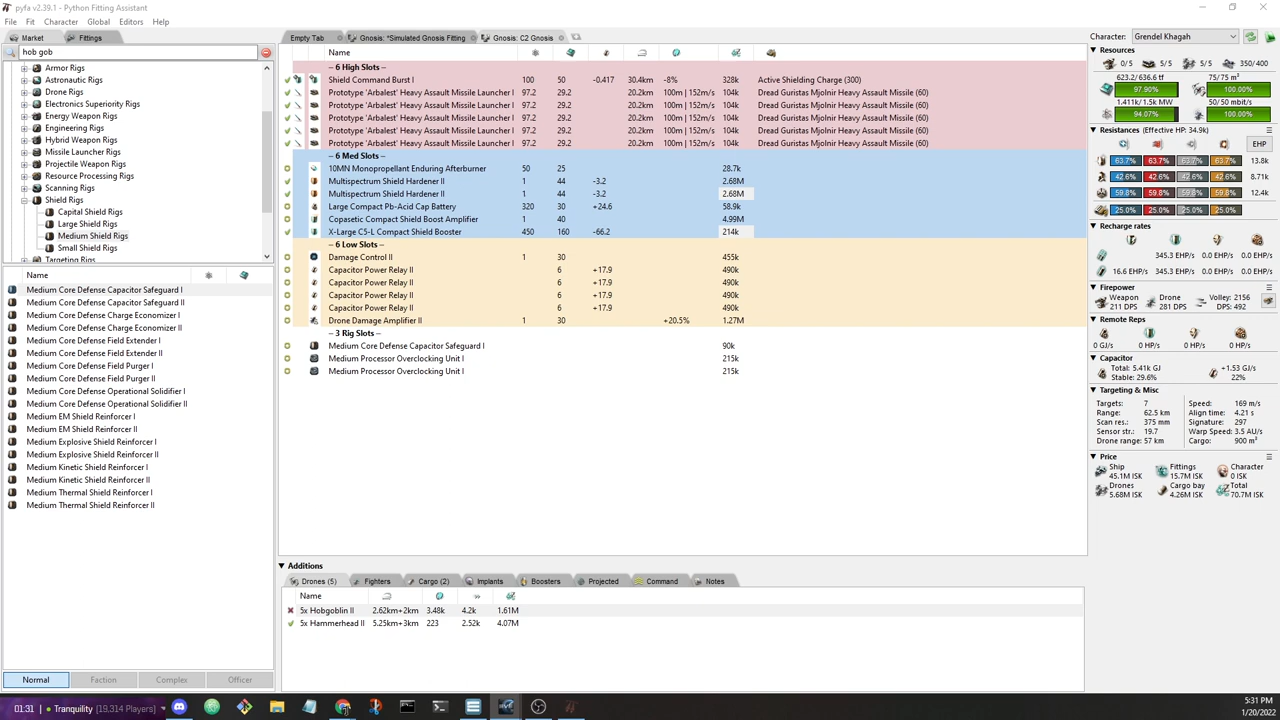 pyfa v2.39.1 - Python Fitting Assistant
File Fit Character Global Editors Help
Market Fittings
hob gob
Armor Rigs
Astronautic Rigs
Drone Rigs
Electronics Superiority Rigs
Energy Weapon Rigs
Engineering Rigs
Hybrid Weapon Rigs
Missile Launcher Rigs
Projectile Weapon Rigs
Resource Processing Rigs
Scanning Rigs
Shield Rigs
Capital Shield Rigs
Large Shield Rigs
Medium Shield Rigs
Small Shield Rigs
Targeting Rigs
Name
Medium Core Defense Capacitor Safeguard I
Medium Core Defense Capacitor Safeguard II
Medium Core Defense Charge Economizer I
Medium Core Defense Charge Economizer II
Medium Core Defense Field Extender I
Medium Core Defense Field Extender II
Medium Core Defense Field Purger I
Medium Core Defense Field Purger II
Medium Core Defense Operational Solidifier I
Medium Core Defense Operational Solidifier II
Medium EM Shield Reinforcer I
Medium EM Shield Reinforcer II
Medium Explosive Shield Reinforcer I
Medium Explosive Shield Reinforcer II
Medium Kinetic Shield Reinforcer I
Medium Kinetic Shield Reinforcer II
Medium Thermal Shield Reinforcer I
Medium Thermal Shield Reinforcer II
Normal Faction Complex Officer
Empty Tab Gnosis: *Simulated Gnosis Fitting Gnosis: C2 Gnosis
Name
– 6 High Slots –
Shield Command Burst I 100 50 -0.417 30.4km -8% 328k Active Shielding Charge (300)
Prototype 'Arbalest' Heavy Assault Missile Launcher I 97.2 29.2 20.2km 100m | 152m/s 104k Dread Guristas Mjolnir Heavy Assault Missile (60)
Prototype 'Arbalest' Heavy Assault Missile Launcher I 97.2 29.2 20.2km 100m | 152m/s 104k Dread Guristas Mjolnir Heavy Assault Missile (60)
Prototype 'Arbalest' Heavy Assault Missile Launcher I 97.2 29.2 20.2km 100m | 152m/s 104k Dread Guristas Mjolnir Heavy Assault Missile (60)
Prototype 'Arbalest' Heavy Assault Missile Launcher I 97.2 29.2 20.2km 100m | 152m/s 104k Dread Guristas Mjolnir Heavy Assault Missile (60)
Prototype 'Arbalest' Heavy Assault Missile Launcher I 97.2 29.2 20.2km 100m | 152m/s 104k Dread Guristas Mjolnir Heavy Assault Missile (60)
– 6 Med Slots –
10MN Monopropellant Enduring Afterburner 50 25 28.7k
Multispectrum Shield Hardener II 1 44 -3.2 2.68M
Multispectrum Shield Hardener II 1 44 -3.2 2.68M
Large Compact Pb-Acid Cap Battery 320 30 +24.6 58.9k
Copasetic Compact Shield Boost Amplifier 1 40 4.99M
X-Large C5-L Compact Shield Booster 450 160 -66.2 214k
– 6 Low Slots –
Damage Control II 1 30 455k
Capacitor Power Relay II 6 +17.9 490k
Capacitor Power Relay II 6 +17.9 490k
Capacitor Power Relay II 6 +17.9 490k
Capacitor Power Relay II 6 +17.9 490k
Drone Damage Amplifier II 1 30 +20.5% 1.27M
– 3 Rig Slots –
Medium Core Defense Capacitor Safeguard I 90k
Medium Processor Overclocking Unit I 215k
Medium Processor Overclocking Unit I 215k
Additions
Drones (5) Fighters Cargo (2) Implants Boosters Projected Command Notes
Name
5x Hobgoblin II 2.62km+2km 3.48k 4.2k 1.61M
5x Hammerhead II 5.25km+3km 223 2.52k 4.07M
Character: Grendel Khagah
Resources
0/5 5/5 5/5 350/400
623.2/636.6 tf 75/75 m³
97.90% 100.00%
1.411k/1.5k MW 50/50 mbit/s
94.07% 100.00%
Resistances (Effective HP: 34.9k)
EHP
63.7% 63.7% 63.7% 63.7% 13.8k
42.6% 42.6% 42.6% 42.6% 8.71k
59.8% 59.8% 59.8% 59.8% 12.4k
25.0% 25.0% 25.0% 25.0%
Recharge rates
345.3 EHP/s 0.0 EHP/s 0.0 EHP/s
16.6 EHP/s 345.3 EHP/s 0.0 EHP/s 0.0 EHP/s
Firepower
Weapon 211 DPS Drone 281 DPS Volley: 2156 DPS: 492
Remote Reps
0 GJ/s 0 HP/s 0 HP/s 0 HP/s
Capacitor
Total: 5.41k GJ +1.53 GJ/s
Stable: 29.6% 22%
Targeting & Misc
Targets: 7 Speed: 169 m/s
Range: 62.5 km Align time: 4.21 s
Scan res.: 375 mm Signature: 297
Sensor str.: 19.7 Warp Speed: 3.5 AU/s
Drone range: 57 km Cargo: 900 m³
Price
Ship 45.1M ISK Fittings 15.7M ISK Character 0 ISK
Drones 5.68M ISK Cargo bay 4.26M ISK Total 70.7M ISK
01:31 Tranquility (19,314 Players)
5:31 PM
1/20/2022